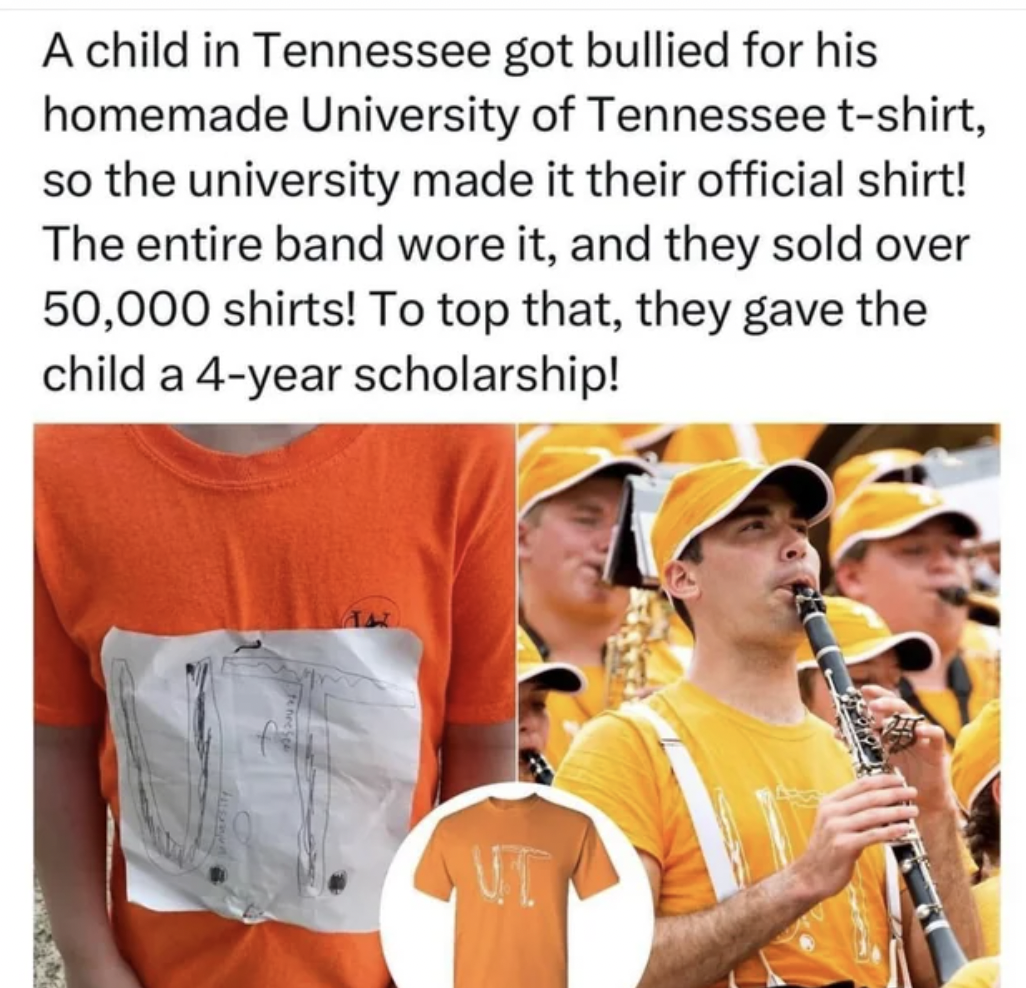 A child in Tennessee got bullied for his
homemade University of Tennessee t-shirt,
so the university made it their official shirt!
The entire band wore it, and they sold over
50,000 shirts! To top that, they gave the
child a 4-year scholarship!
U.T.
U.T.
U.T.